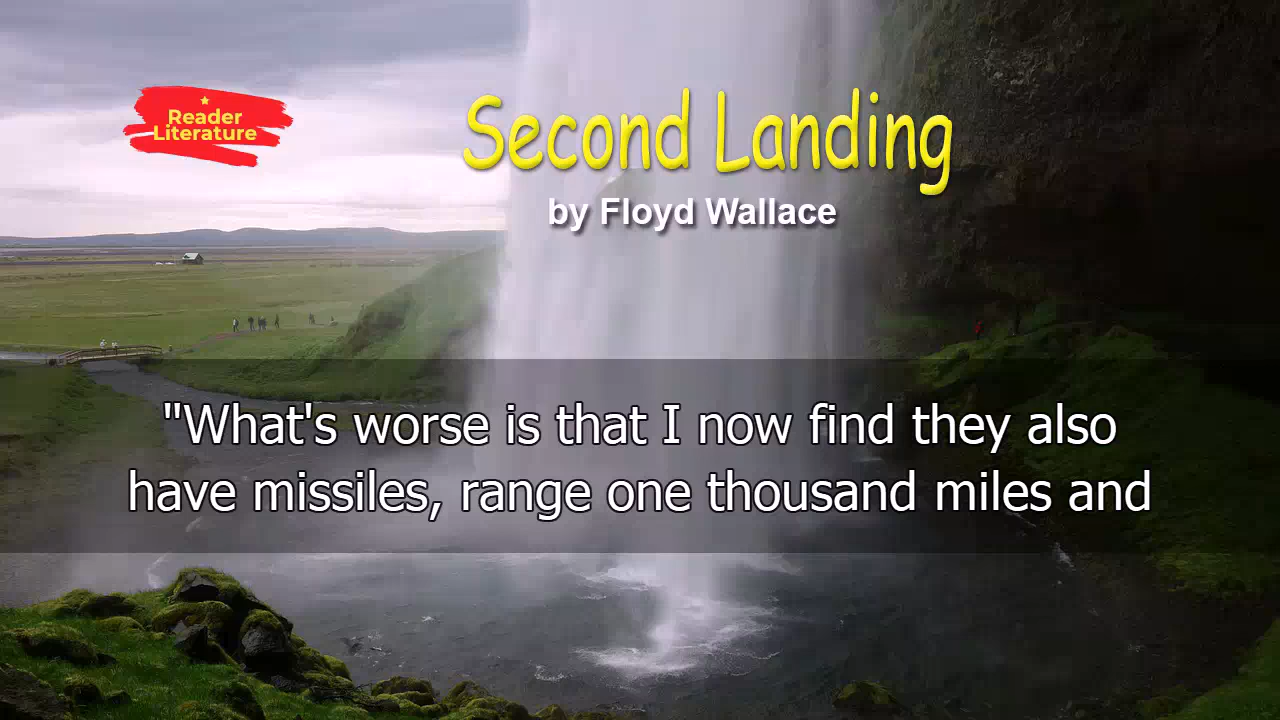 Reader
Literature
Second Landing
by Floyd Wallace
"What's worse is that I now find they also
have missiles, range one thousand miles and